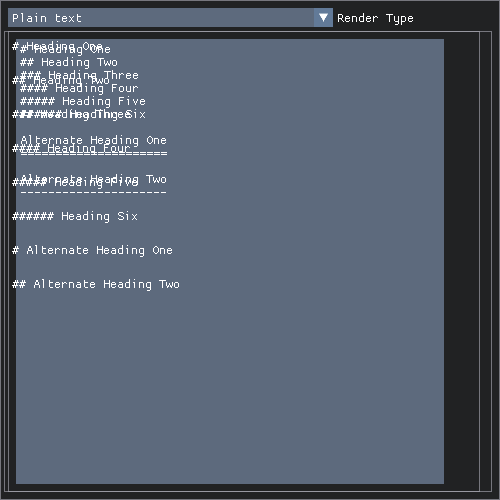 Plain text
Render Type
# Heading One
## Heading Two
### Heading Three
#### Heading Four
##### Heading Five
###### Heading Six
Alternate Heading One
=====================
Alternate Heading Two
---------------------
# Heading One
## Heading Two
### Heading Three
#### Heading Four
##### Heading Five
###### Heading Six
# Alternate Heading One
## Alternate Heading Two